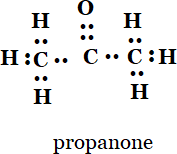 O
H H
H : C : C : C : H
H H
propanone